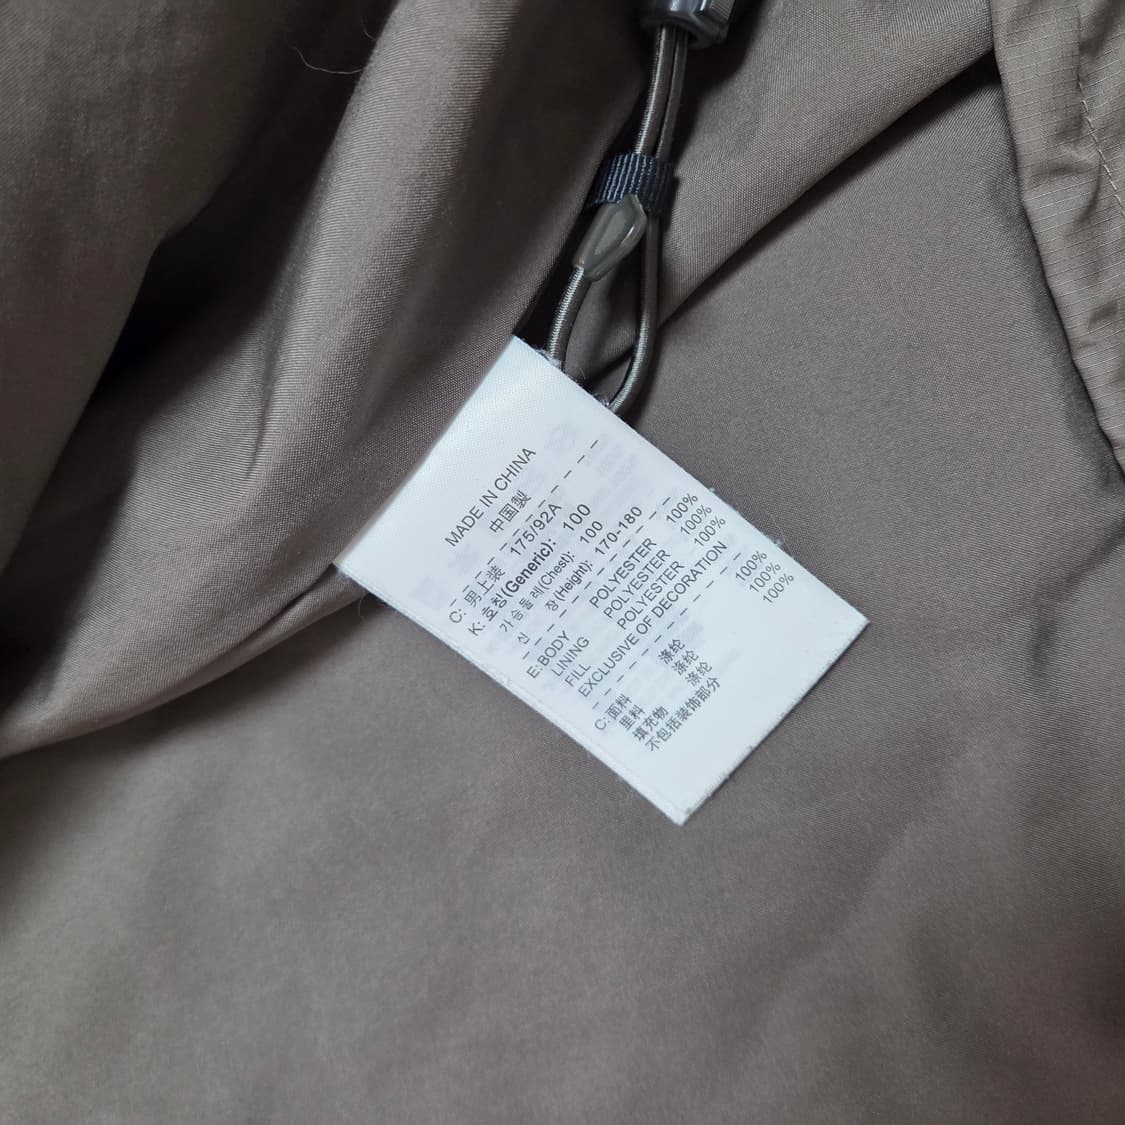 MADE IN CHINA
中国製
C: 男上装 175/92A
K: 호칭(Generic): 100
가슴둘레(Chest): 100
신 장(Height): 170-180
E:BODY POLYESTER 100%
LINING POLYESTER 100%
FILL POLYESTER 100%
EXCLUSIVE OF DECORATION
C:面料 涤纶 100%
里料 涤纶 100%
填充物 涤纶 100%
不包括装饰部分